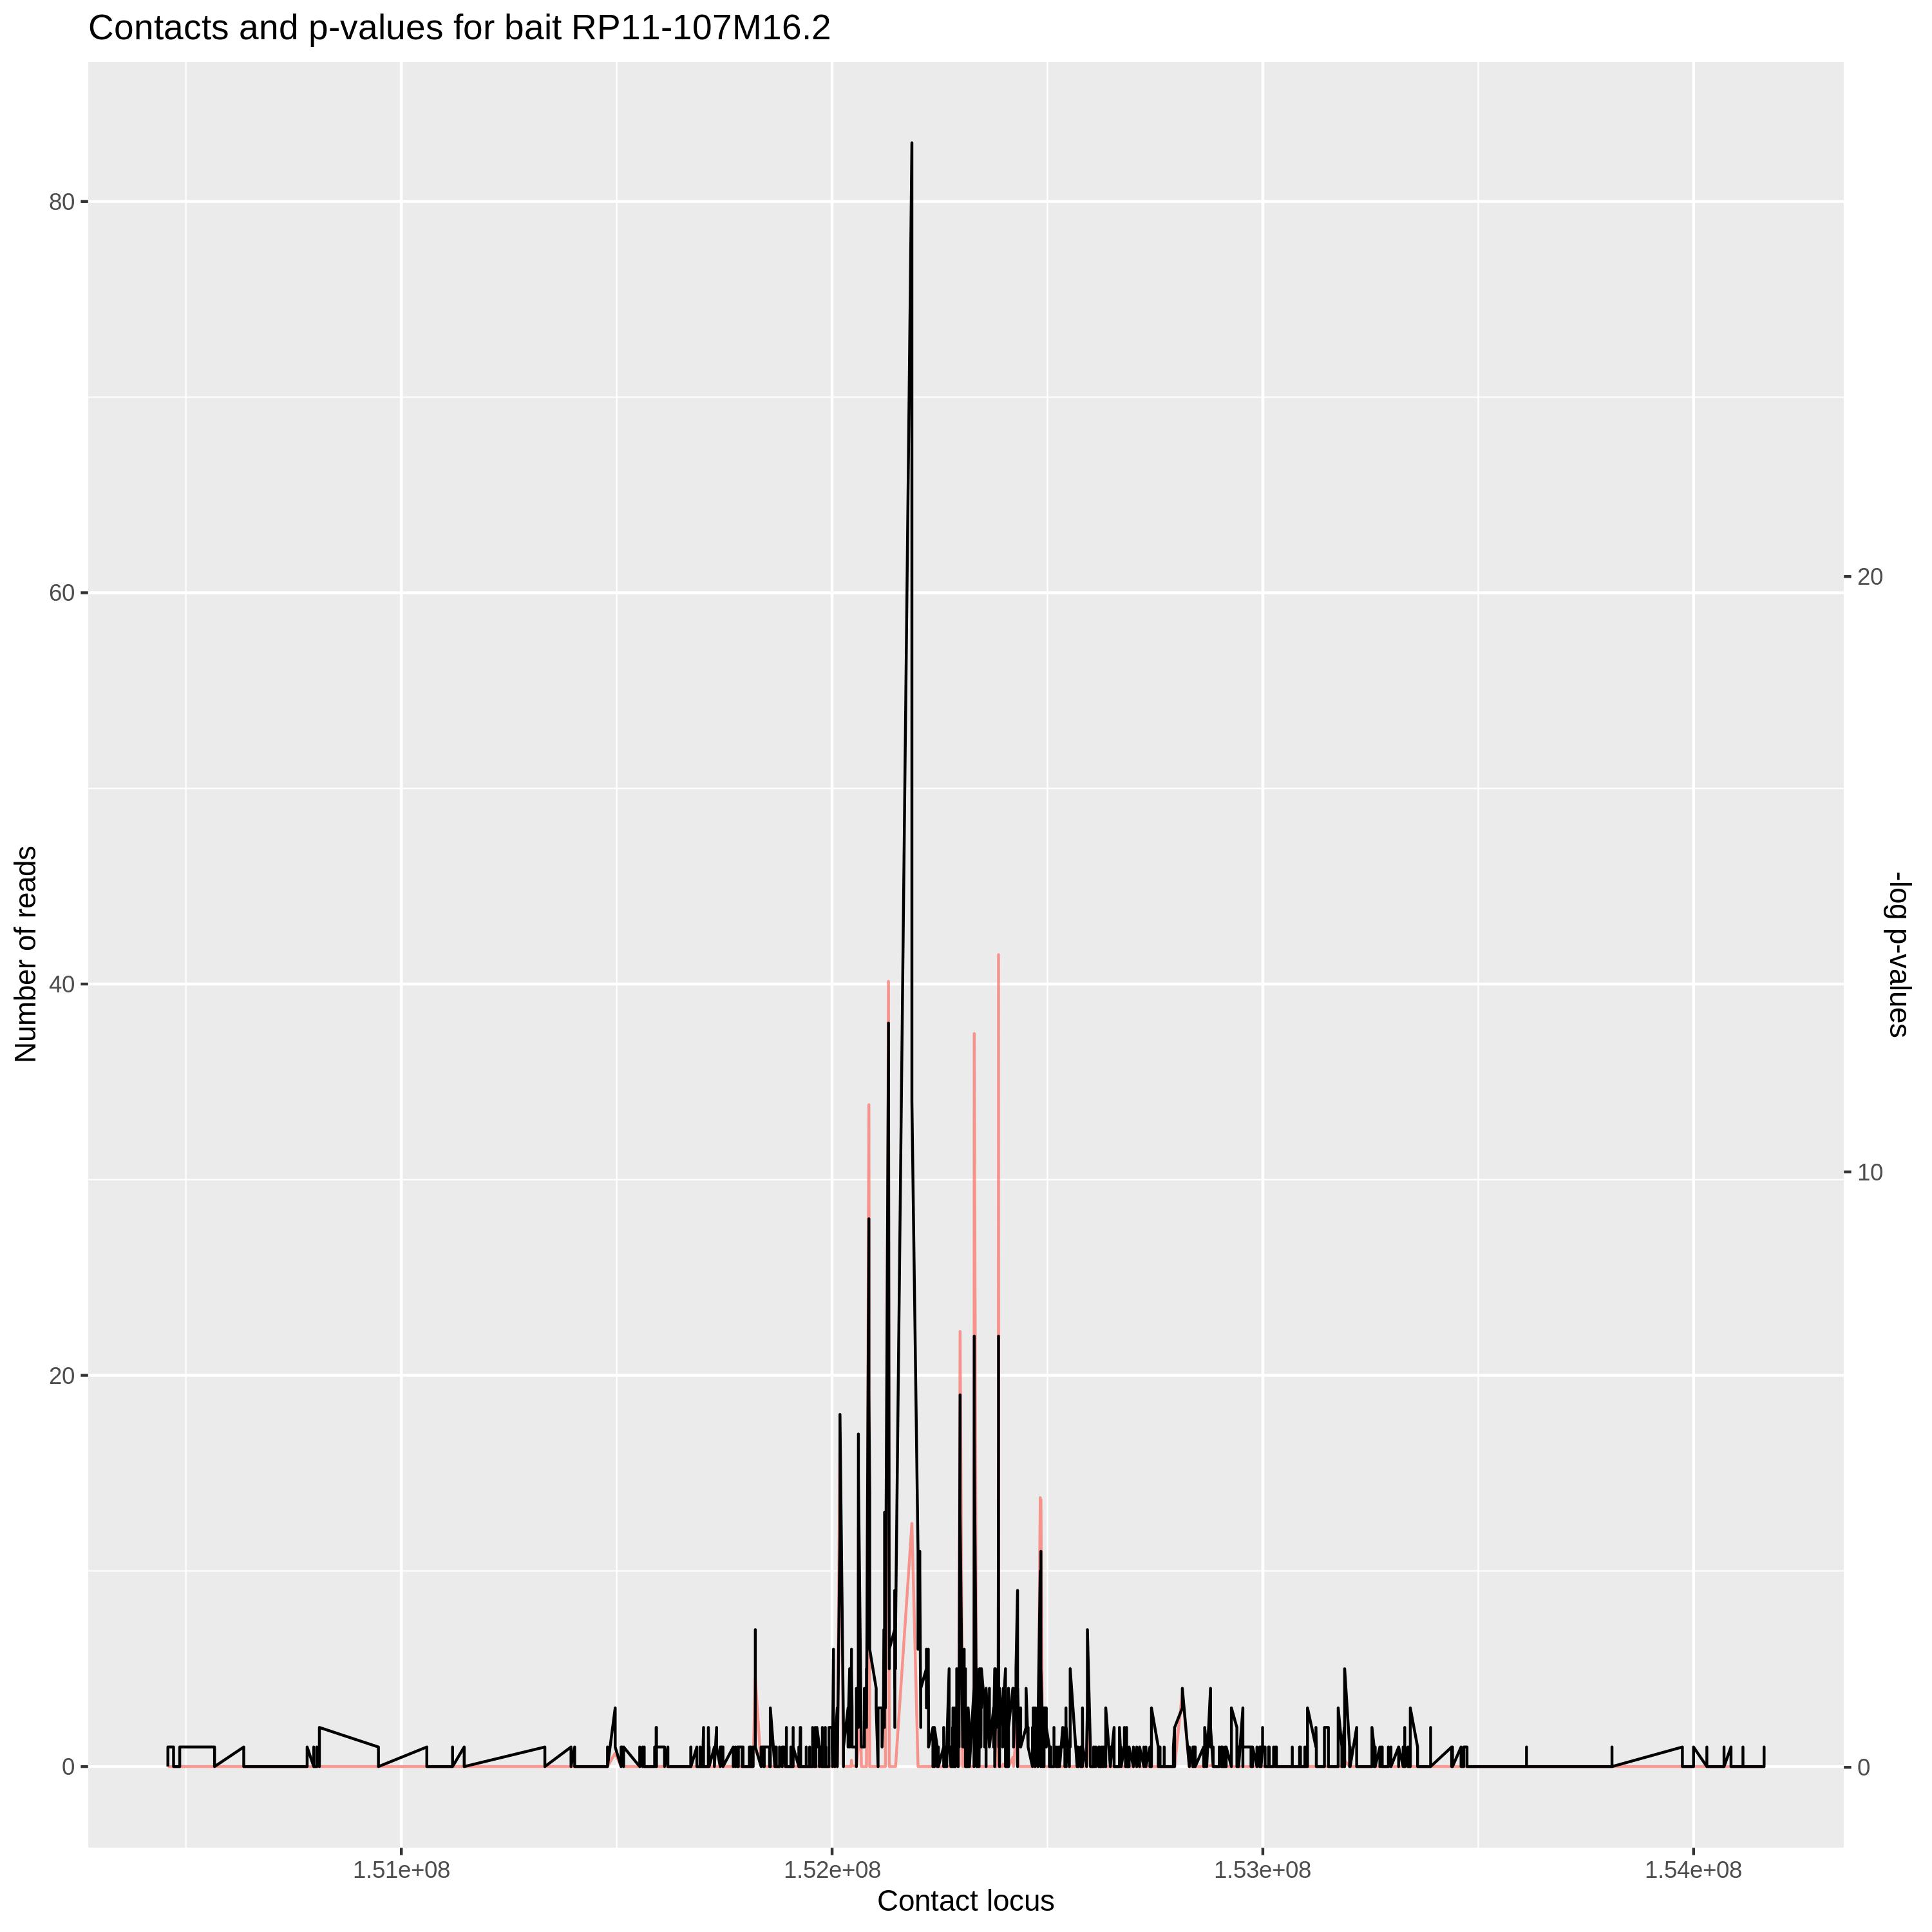 Contacts and p-values for bait RP11-107M16.2
Number of reads
80
60
40
20
0
-log p-values
20
10
0
1.51e+08
1.52e+08
1.53e+08
1.54e+08
Contact locus